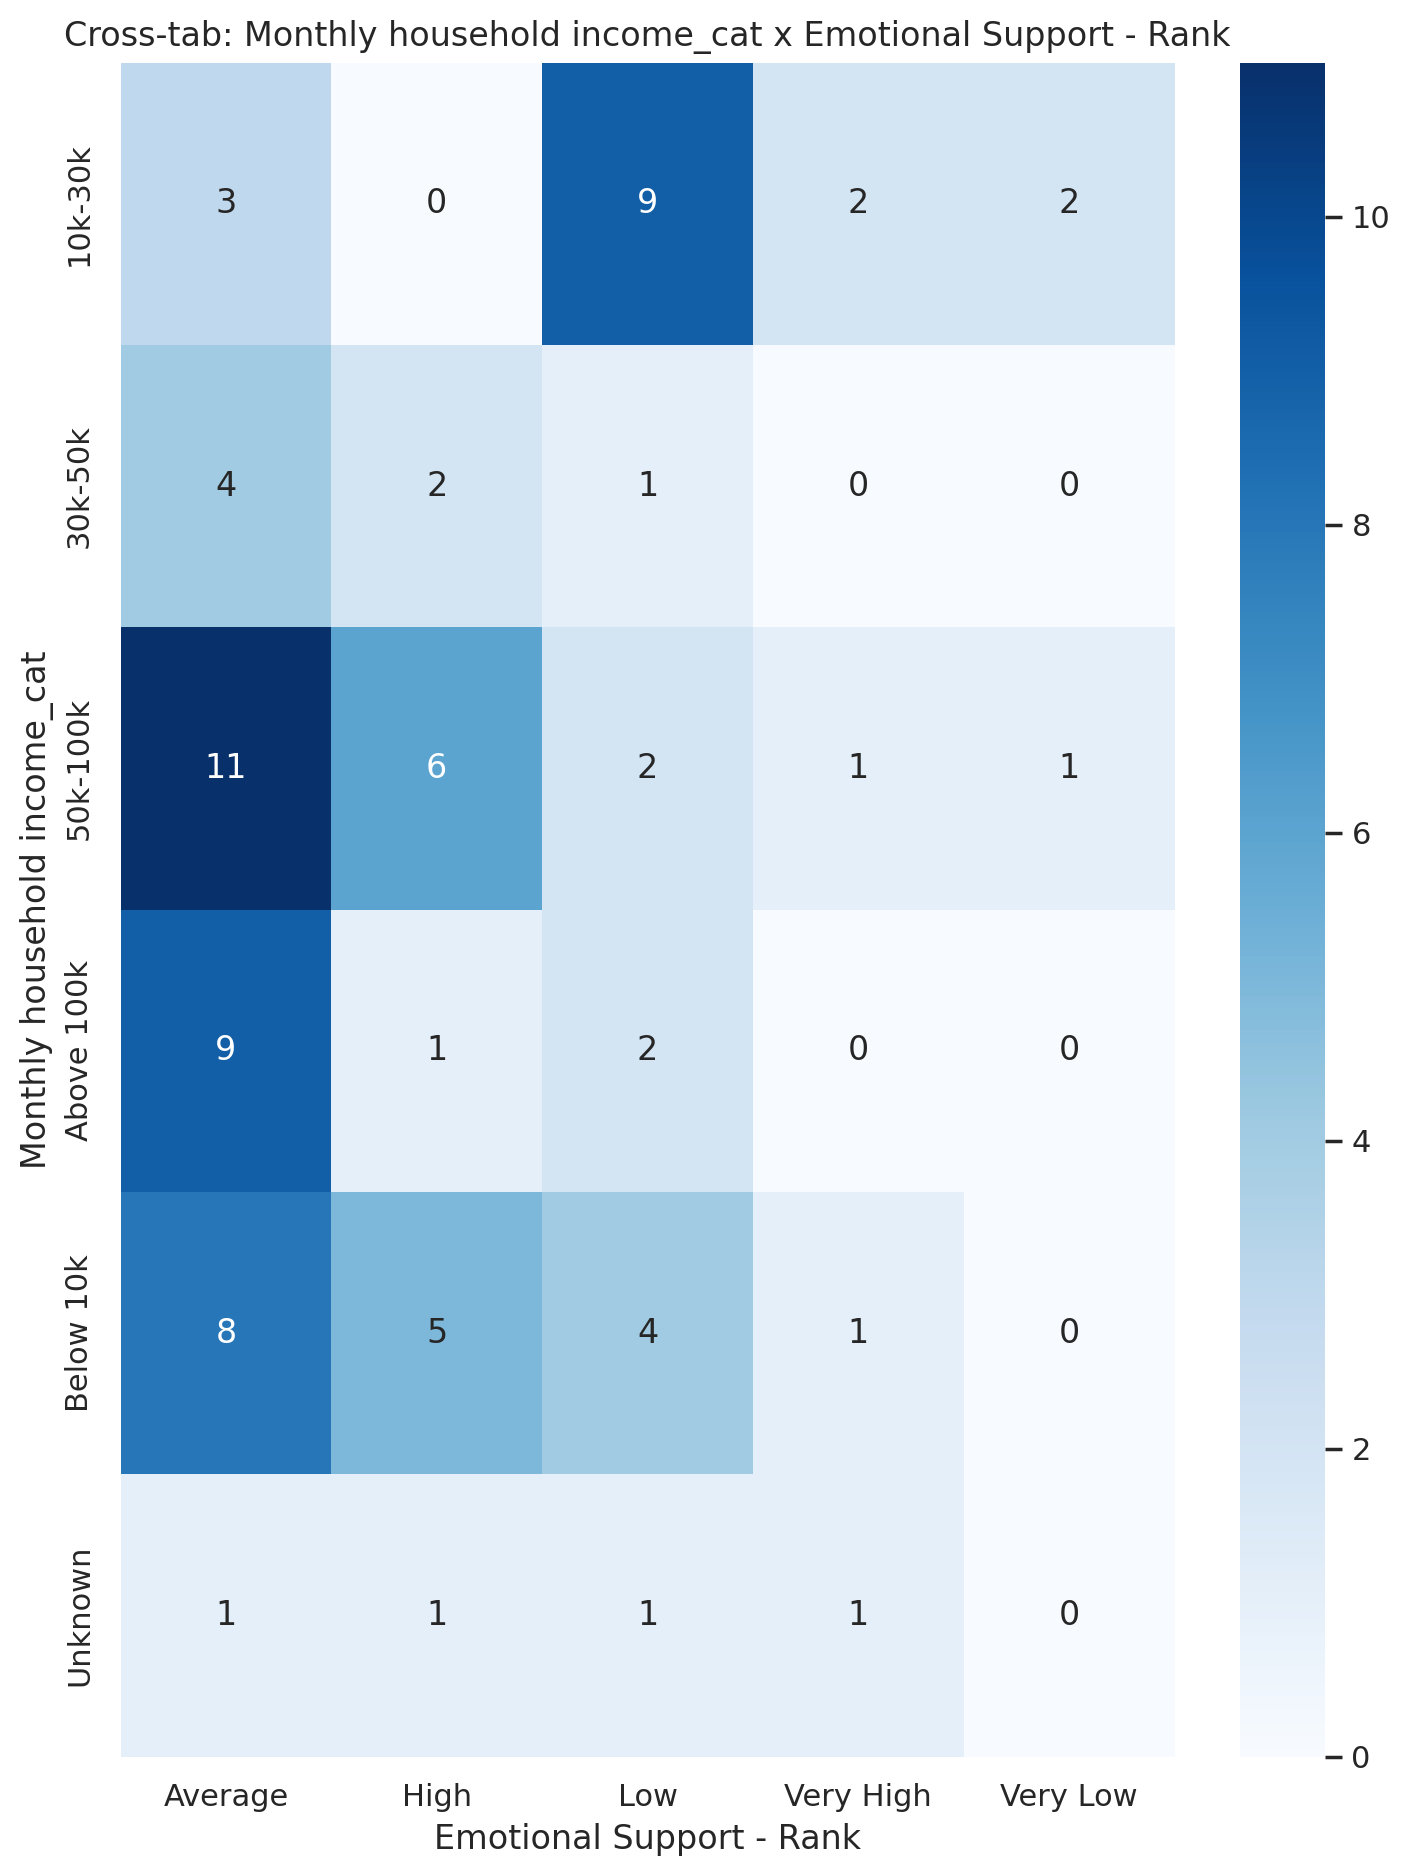 Cross-tab: Monthly household income_cat x Emotional Support - Rank
Monthly household income_cat
10k-30k
3 0 9 2 2
30k-50k
4 2 1 0 0
50k-100k
11 6 2 1 1
Above 100k
9 1 2 0 0
Below 10k
8 5 4 1 0
Unknown
1 1 1 1 0
Average High Low Very High Very Low
Emotional Support - Rank
10
8
6
4
2
0